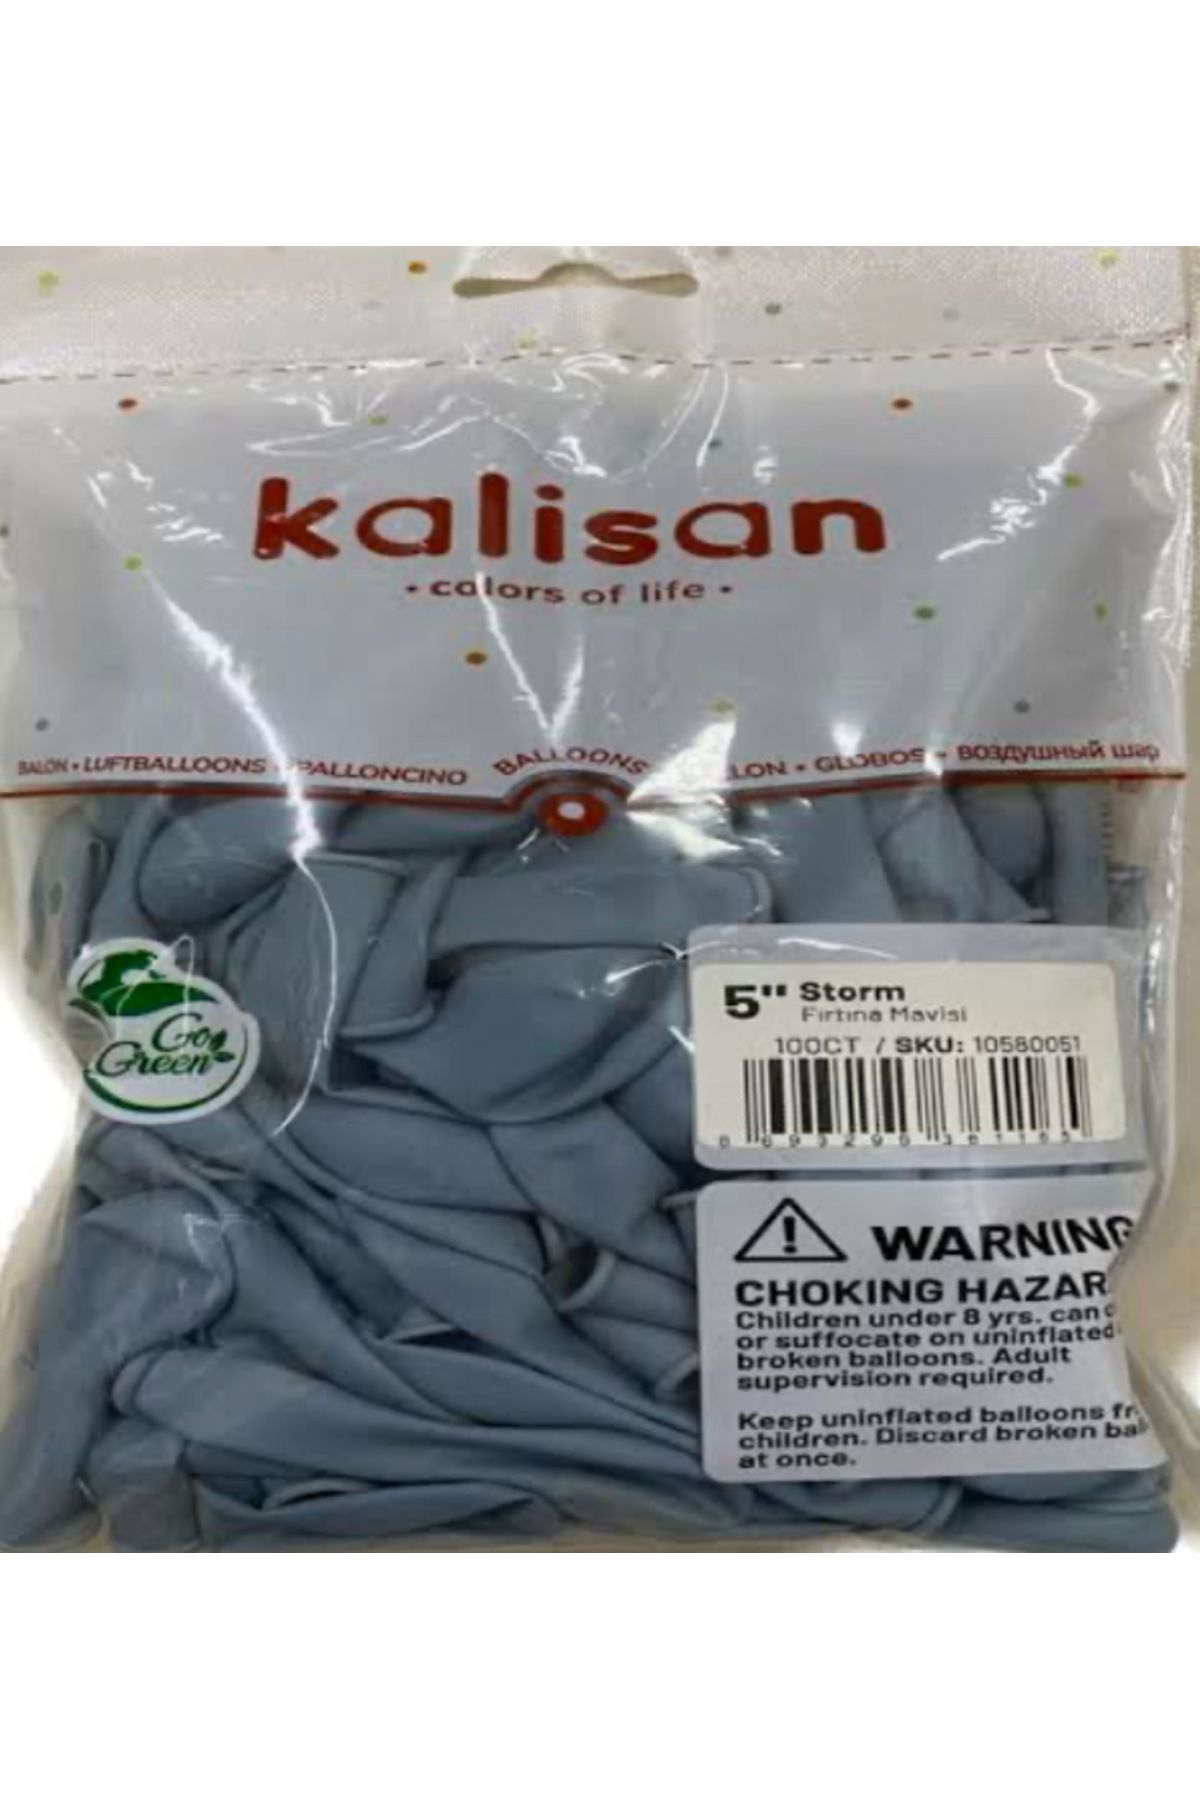 kalisan
• colors of life •
BALON • LUFTBALLOONS • PALLONCINO BALLOONS • GLOBOS • воздушный шар
Go
Green
5" Storm
Fırtına Mavisi
100CT / SKU: 10580051
WARNING
CHOKING HAZAR
Children under 8 yrs. can
or suffocate on uninflated
broken balloons. Adult
supervision required.
Keep uninflated balloons fr
children. Discard broken ba
at once.